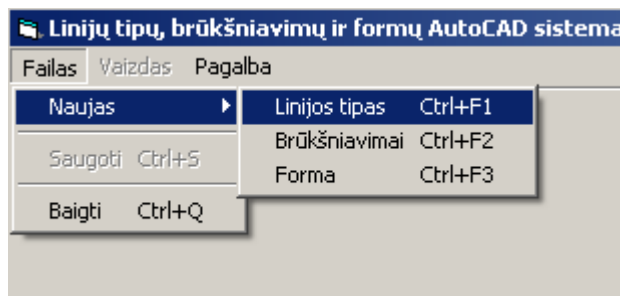 Linijų tipų, brūkšniavimų ir formų AutoCAD sistema
Failas Vaizdas Pagalba
Naujas
Saugoti Ctrl+S
Baigti Ctrl+Q
Linijos tipas Ctrl+F1
Brūkšniavimai Ctrl+F2
Forma Ctrl+F3